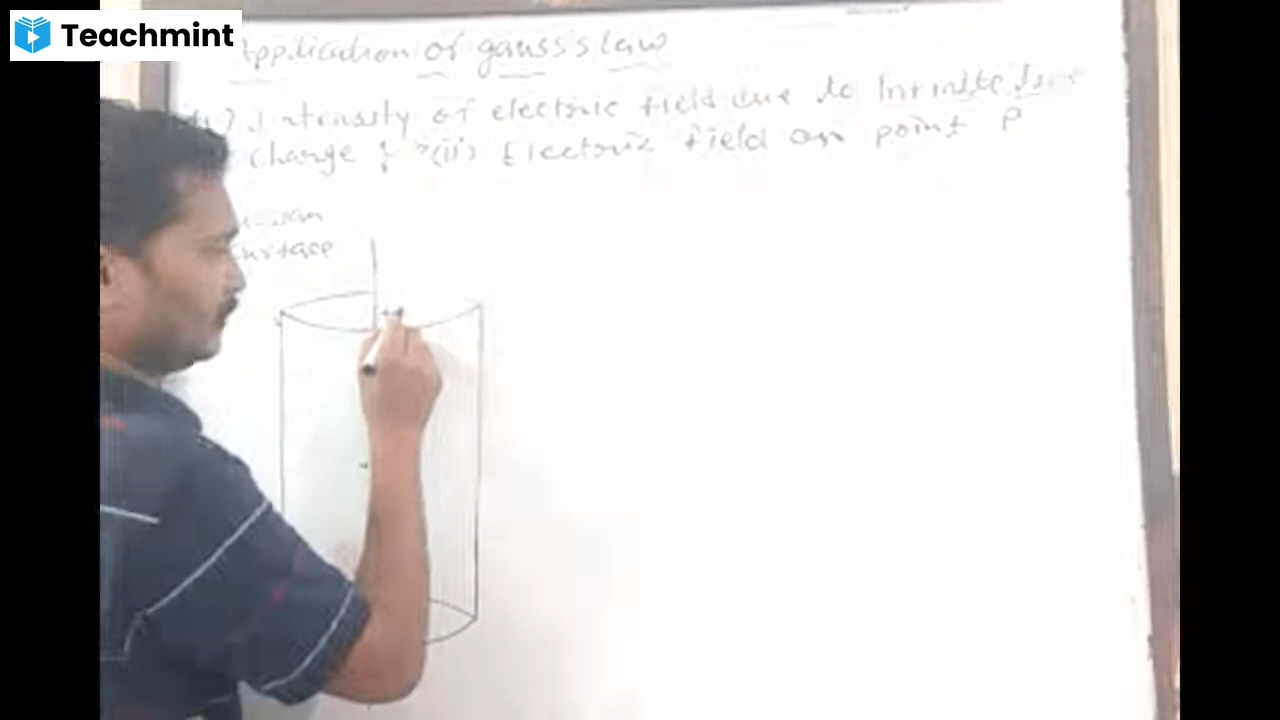 Teachmint
Application of gauss's law
Intensity of electric field due to Infinite
charge (ii) Electric field on point P
surface